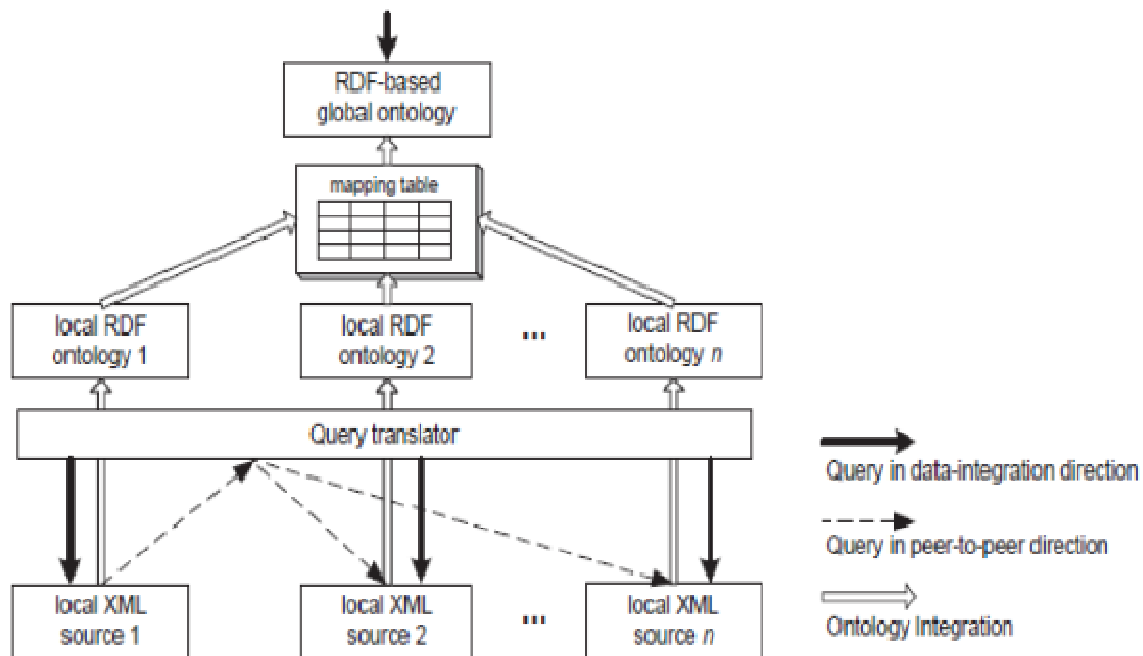 RDF-based
global ontology
mapping table
local RDF
ontology 1
local RDF
ontology 2
...
local RDF
ontology n
Query translator
Query in data-integration direction
Query in peer-to-peer direction
Ontology Integration
local XML
source 1
local XML
source 2
...
local XML
source n